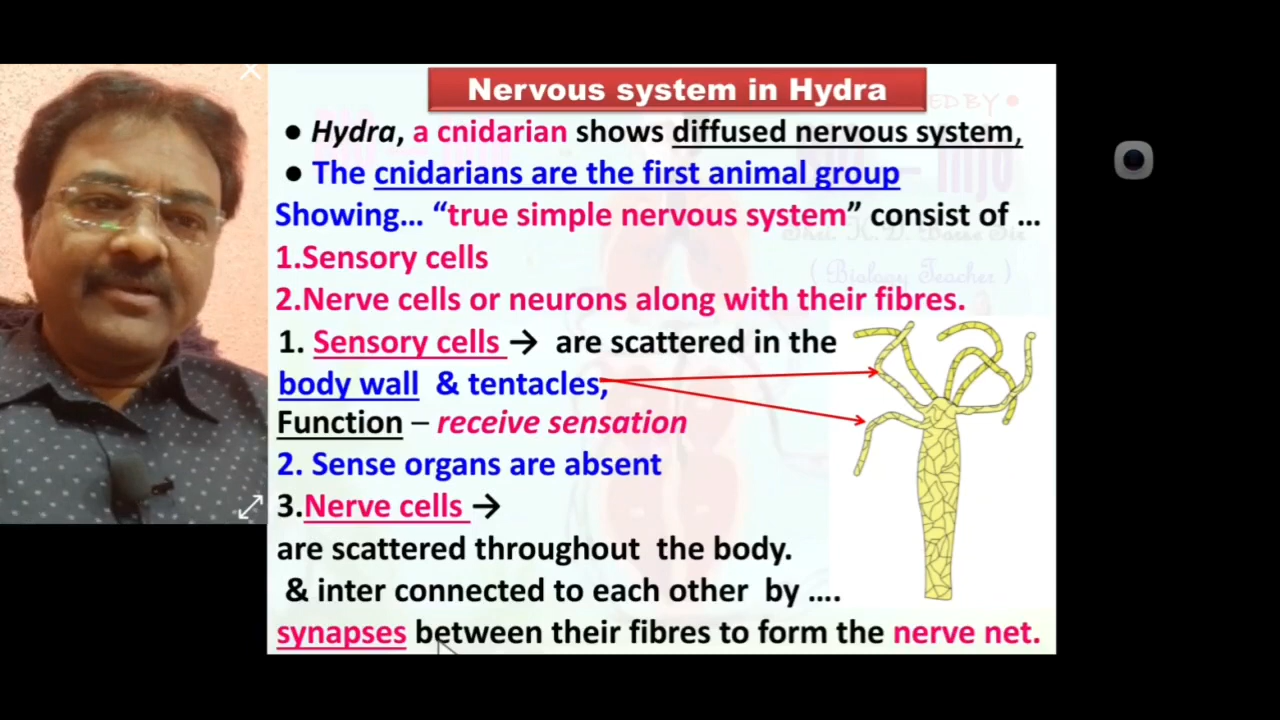 Nervous system in Hydra
● Hydra, a cnidarian shows diffused nervous system,
● The cnidarians are the first animal group
Showing... “true simple nervous system” consist of ...
1.Sensory cells
2.Nerve cells or neurons along with their fibres.
1. Sensory cells → are scattered in the
body wall & tentacles,
Function – receive sensation
2. Sense organs are absent
3.Nerve cells →
are scattered throughout the body.
& inter connected to each other by ....
synapses between their fibres to form the nerve net.
( Biology Teacher )